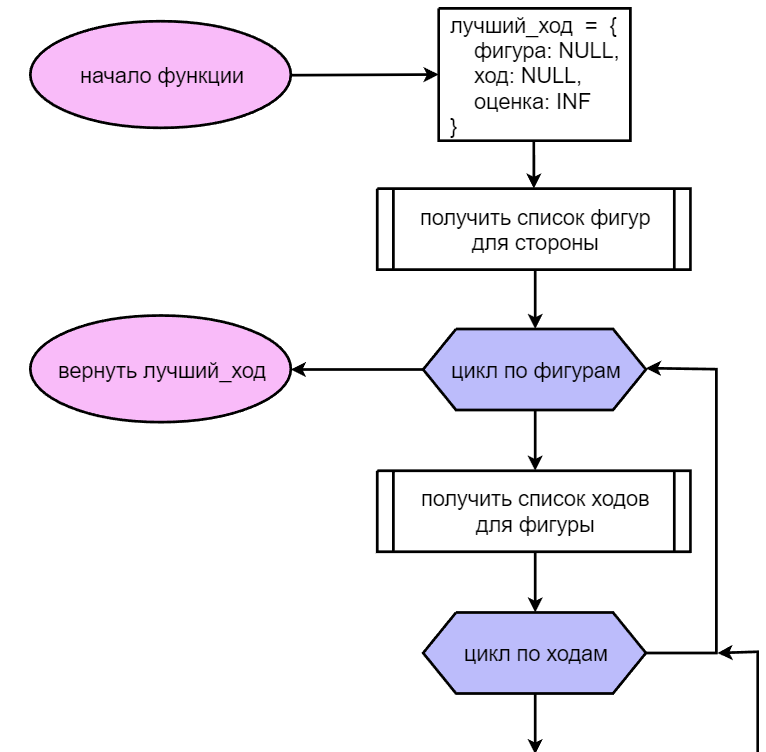 начало функции
лучший_ход = {
фигура: NULL,
ход: NULL,
оценка: INF
}
получить список фигур
для стороны
вернуть лучший_ход
цикл по фигурам
получить список ходов
для фигуры
цикл по ходам